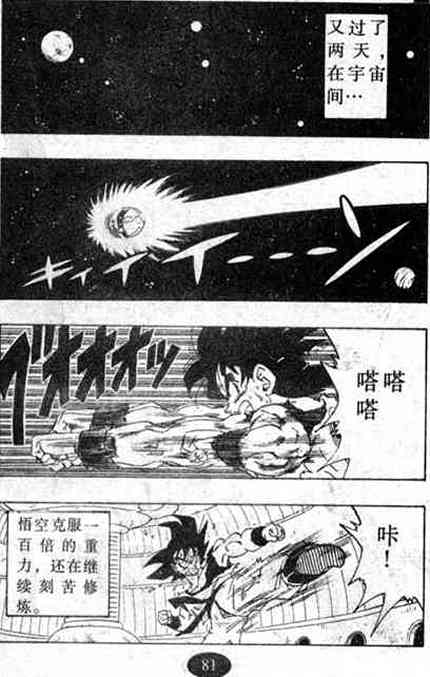 又过了
两天，
在宇宙
间…
キィイイーーーン
グオオオオッ
嗒嗒
嗒
悟空克服一
百倍的重
力，还在继
续刻苦修
炼。
咔！
81